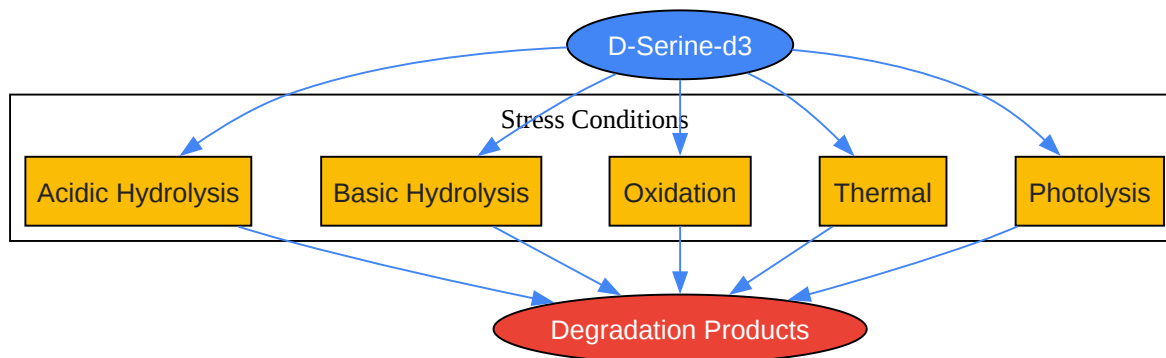 D-Serine-d3
Stress Conditions
Acidic Hydrolysis
Basic Hydrolysis
Oxidation
Thermal
Photolysis
Degradation Products